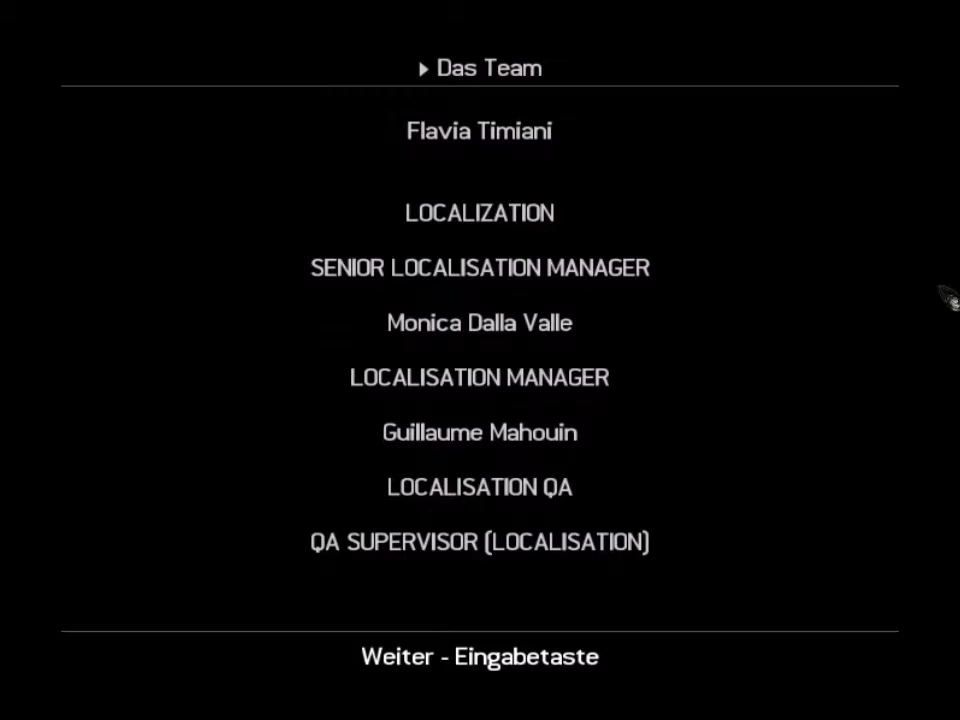 Das Team
Flavia Timiani
LOCALIZATION
SENIOR LOCALISATION MANAGER
Monica Dalla Valle
LOCALISATION MANAGER
Guillaume Mahouin
LOCALISATION QA
QA SUPERVISOR (LOCALISATION)
Weiter - Eingabetaste